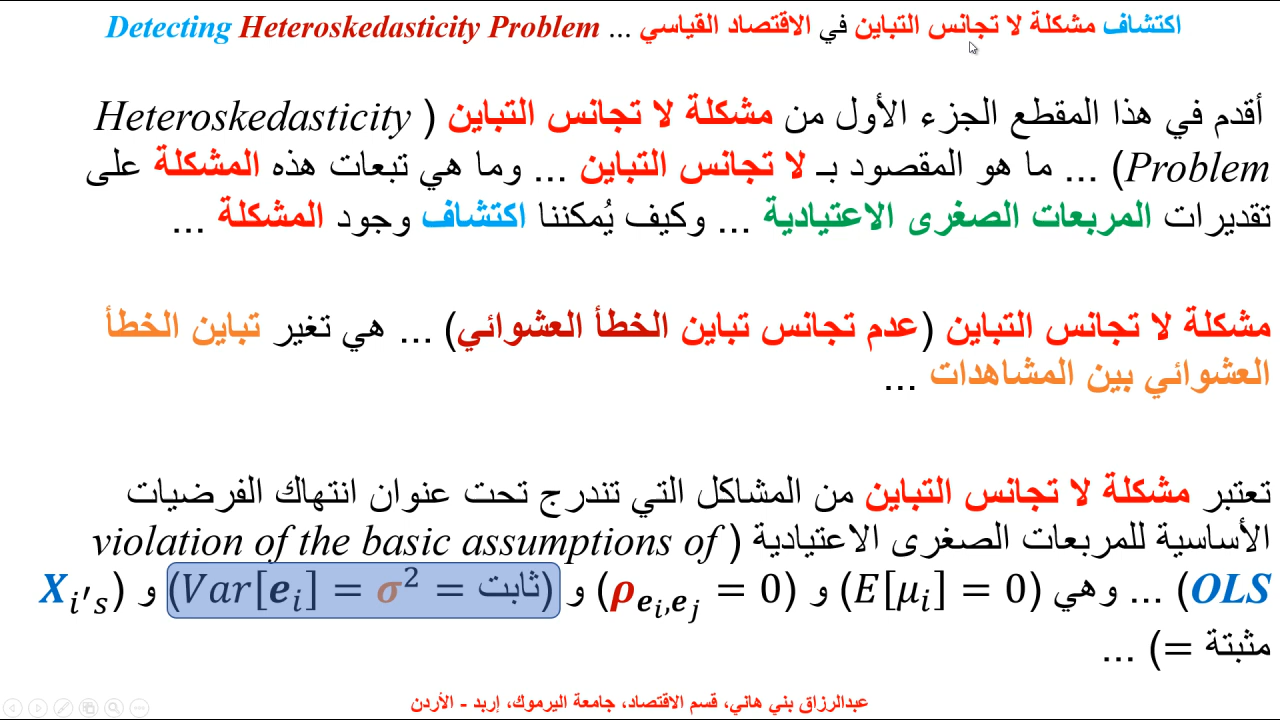 اكتشاف مشكلة لا تجانس التباين في الاقتصاد القياسي ... Detecting Heteroskedasticity Problem
أقدم في هذا المقطع الجزء الأول من مشكلة لا تجانس التباين (Heteroskedasticity
Problem) ... ما هو المقصود بـ لا تجانس التباين ... وما هي تبعات هذه المشكلة على
تقديرات المربعات الصغرى الاعتيادية ... وكيف يُمكننا اكتشاف وجود المشكلة ...
مشكلة لا تجانس التباين (عدم تجانس تباين الخطأ العشوائي) ... هي تغير تباين الخطأ
العشوائي بين المشاهدات ...
تعتبر مشكلة لا تجانس التباين من المشاكل التي تندرج تحت عنوان انتهاك الفرضيات
الأساسية للمربعات الصغرى الاعتيادية (violation of the basic assumptions of
OLS) ... وهي (E[μ_i] = 0) و (ρ_{e_i,e_j} = 0) و (Var[e_i] = σ² = ثابت) و (X_{i's}
= مثبتة) ...
عبدالرزاق بني هاني، قسم الاقتصاد، جامعة اليرموك، إربد - الأردن